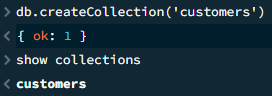 > db.createCollection('customers')
< { ok: 1 }
> show collections
< customers